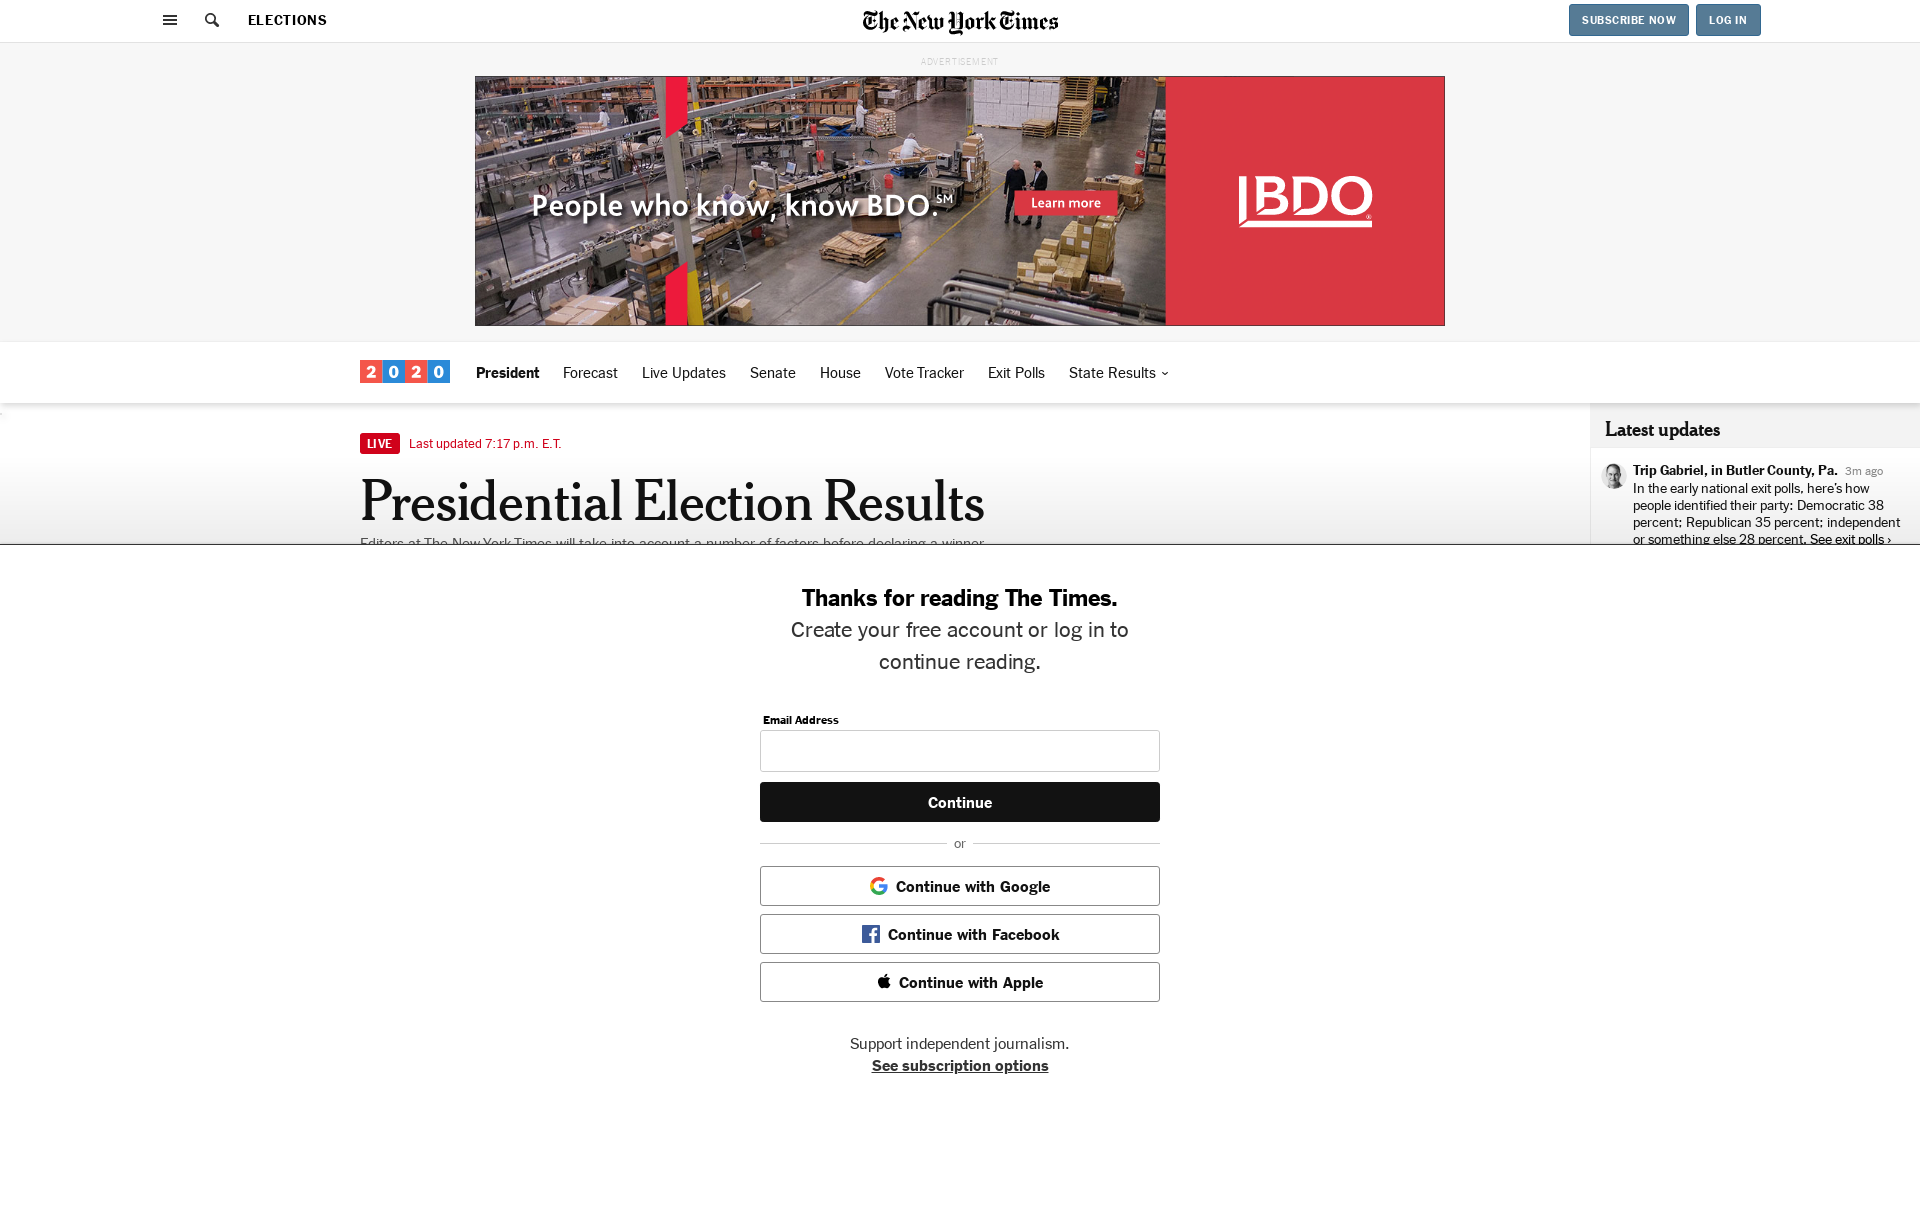 ELECTIONS
The New York Times
SUBSCRIBE NOW
LOG IN
ADVERTISEMENT
People who know, know BDO.℠
Learn more
BDO®
2020
President
Forecast
Live Updates
Senate
House
Vote Tracker
Exit Polls
State Results
LIVE Last updated 7:17 p.m. E.T.
Presidential Election Results
Editors at The New York Times will take into account a number of factors before declaring a winner.
Latest updates
Trip Gabriel, in Butler County, Pa. 3m ago
In the early national exit polls, here’s how
people identified their party: Democratic 38
percent; Republican 35 percent; independent
or something else 28 percent. See exit polls ›
Thanks for reading The Times.
Create your free account or log in to
continue reading.
Email Address
Continue
or
Continue with Google
Continue with Facebook
Continue with Apple
Support independent journalism.
See subscription options